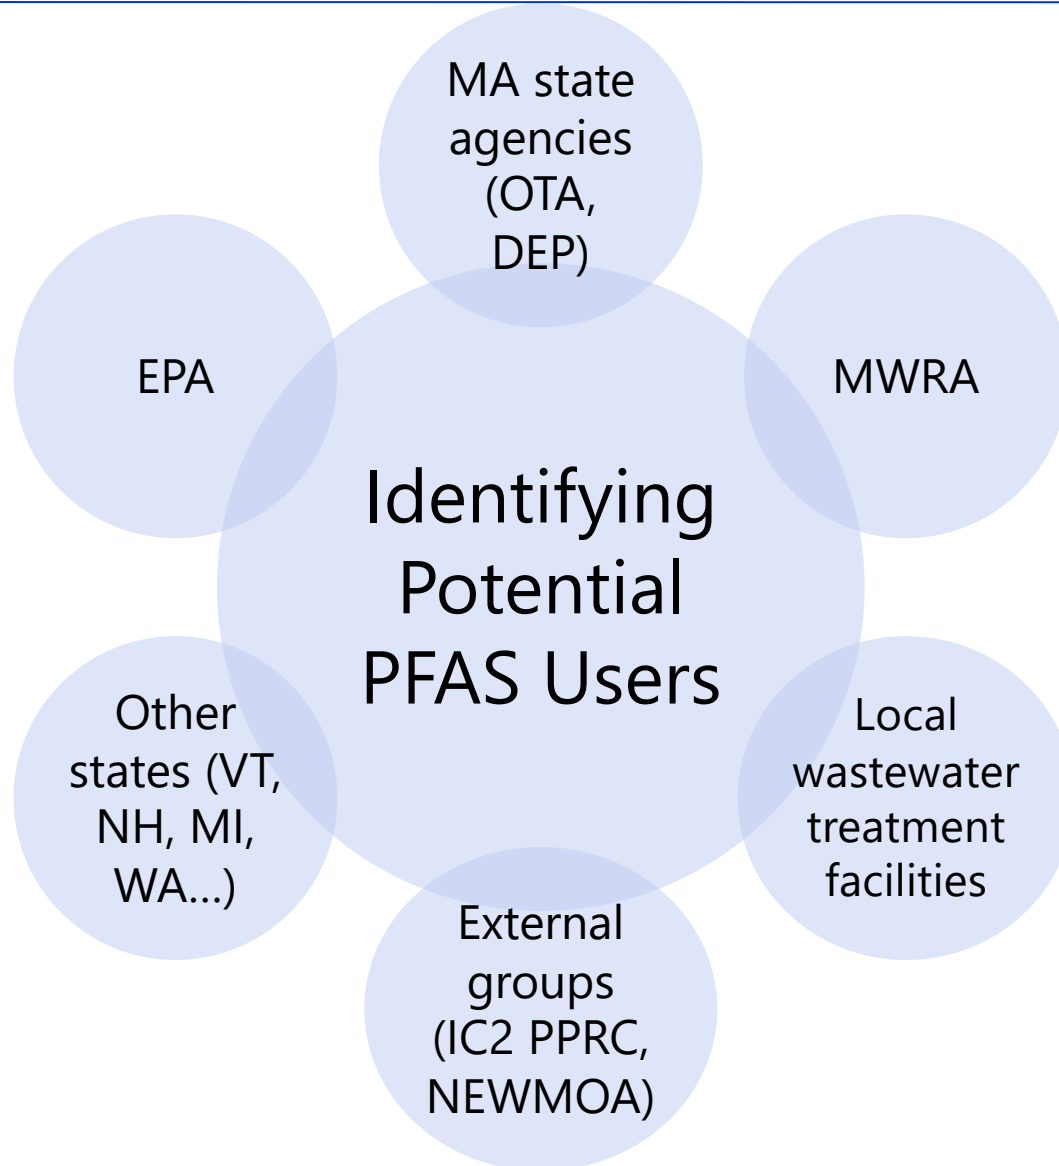 MA state
agencies
(OTA,
DEP)
EPA
MWRA
Identifying
Potential
PFAS Users
Other
states (VT,
NH, MI,
WA…)
Local
wastewater
treatment
facilities
External
groups
(IC2 PPRC,
NEWMOA)